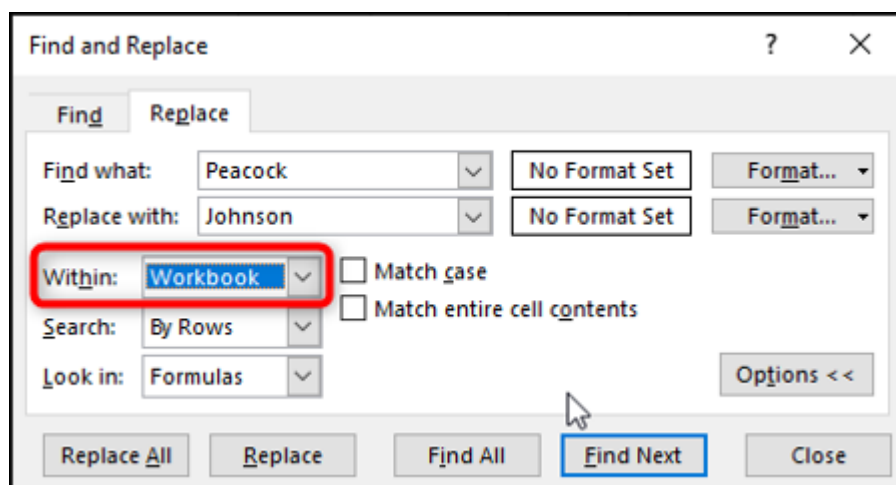 Find and Replace ?
Find Replace
Find what: Peacock No Format Set Format...
Replace with: Johnson No Format Set Format...
Within: Workbook Match case
Match entire cell contents
Search: By Rows
Look in: Formulas Options <<
Replace All Replace Find All Find Next Close